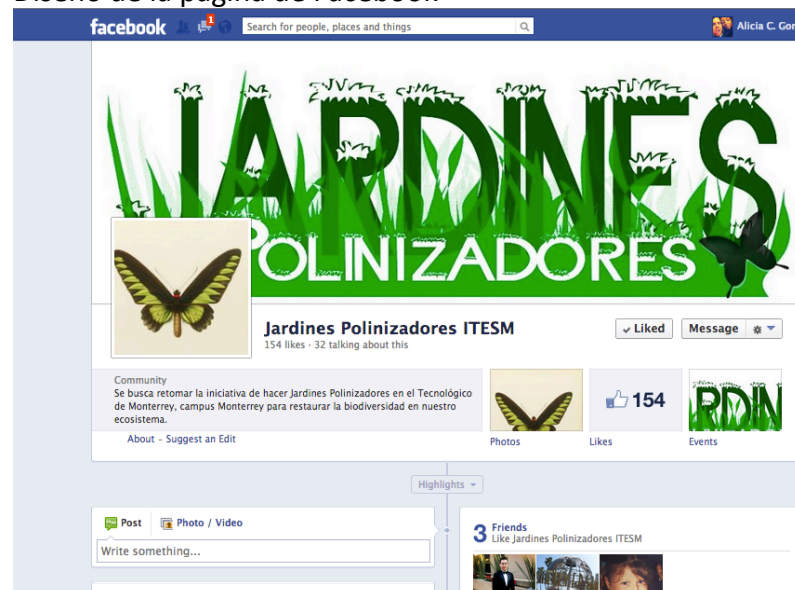 Diseño de la página de Facebook
facebook
1
Search for people, places and things
Alicia C. Gor
JARDINES
POLINIZADORES
Jardines Polinizadores ITESM
154 likes · 32 talking about this
✓ Liked
Message
Community
Se busca retomar la iniciativa de hacer Jardines Polinizadores en el Tecnológico
de Monterrey, campus Monterrey para restaurar la biodiversidad en nuestro
ecosistema.
About - Suggest an Edit
Photos
154
Likes
RDIN
Events
Highlights
Post
Photo / Video
Write something...
3 Friends
Like Jardines Polinizadores ITESM